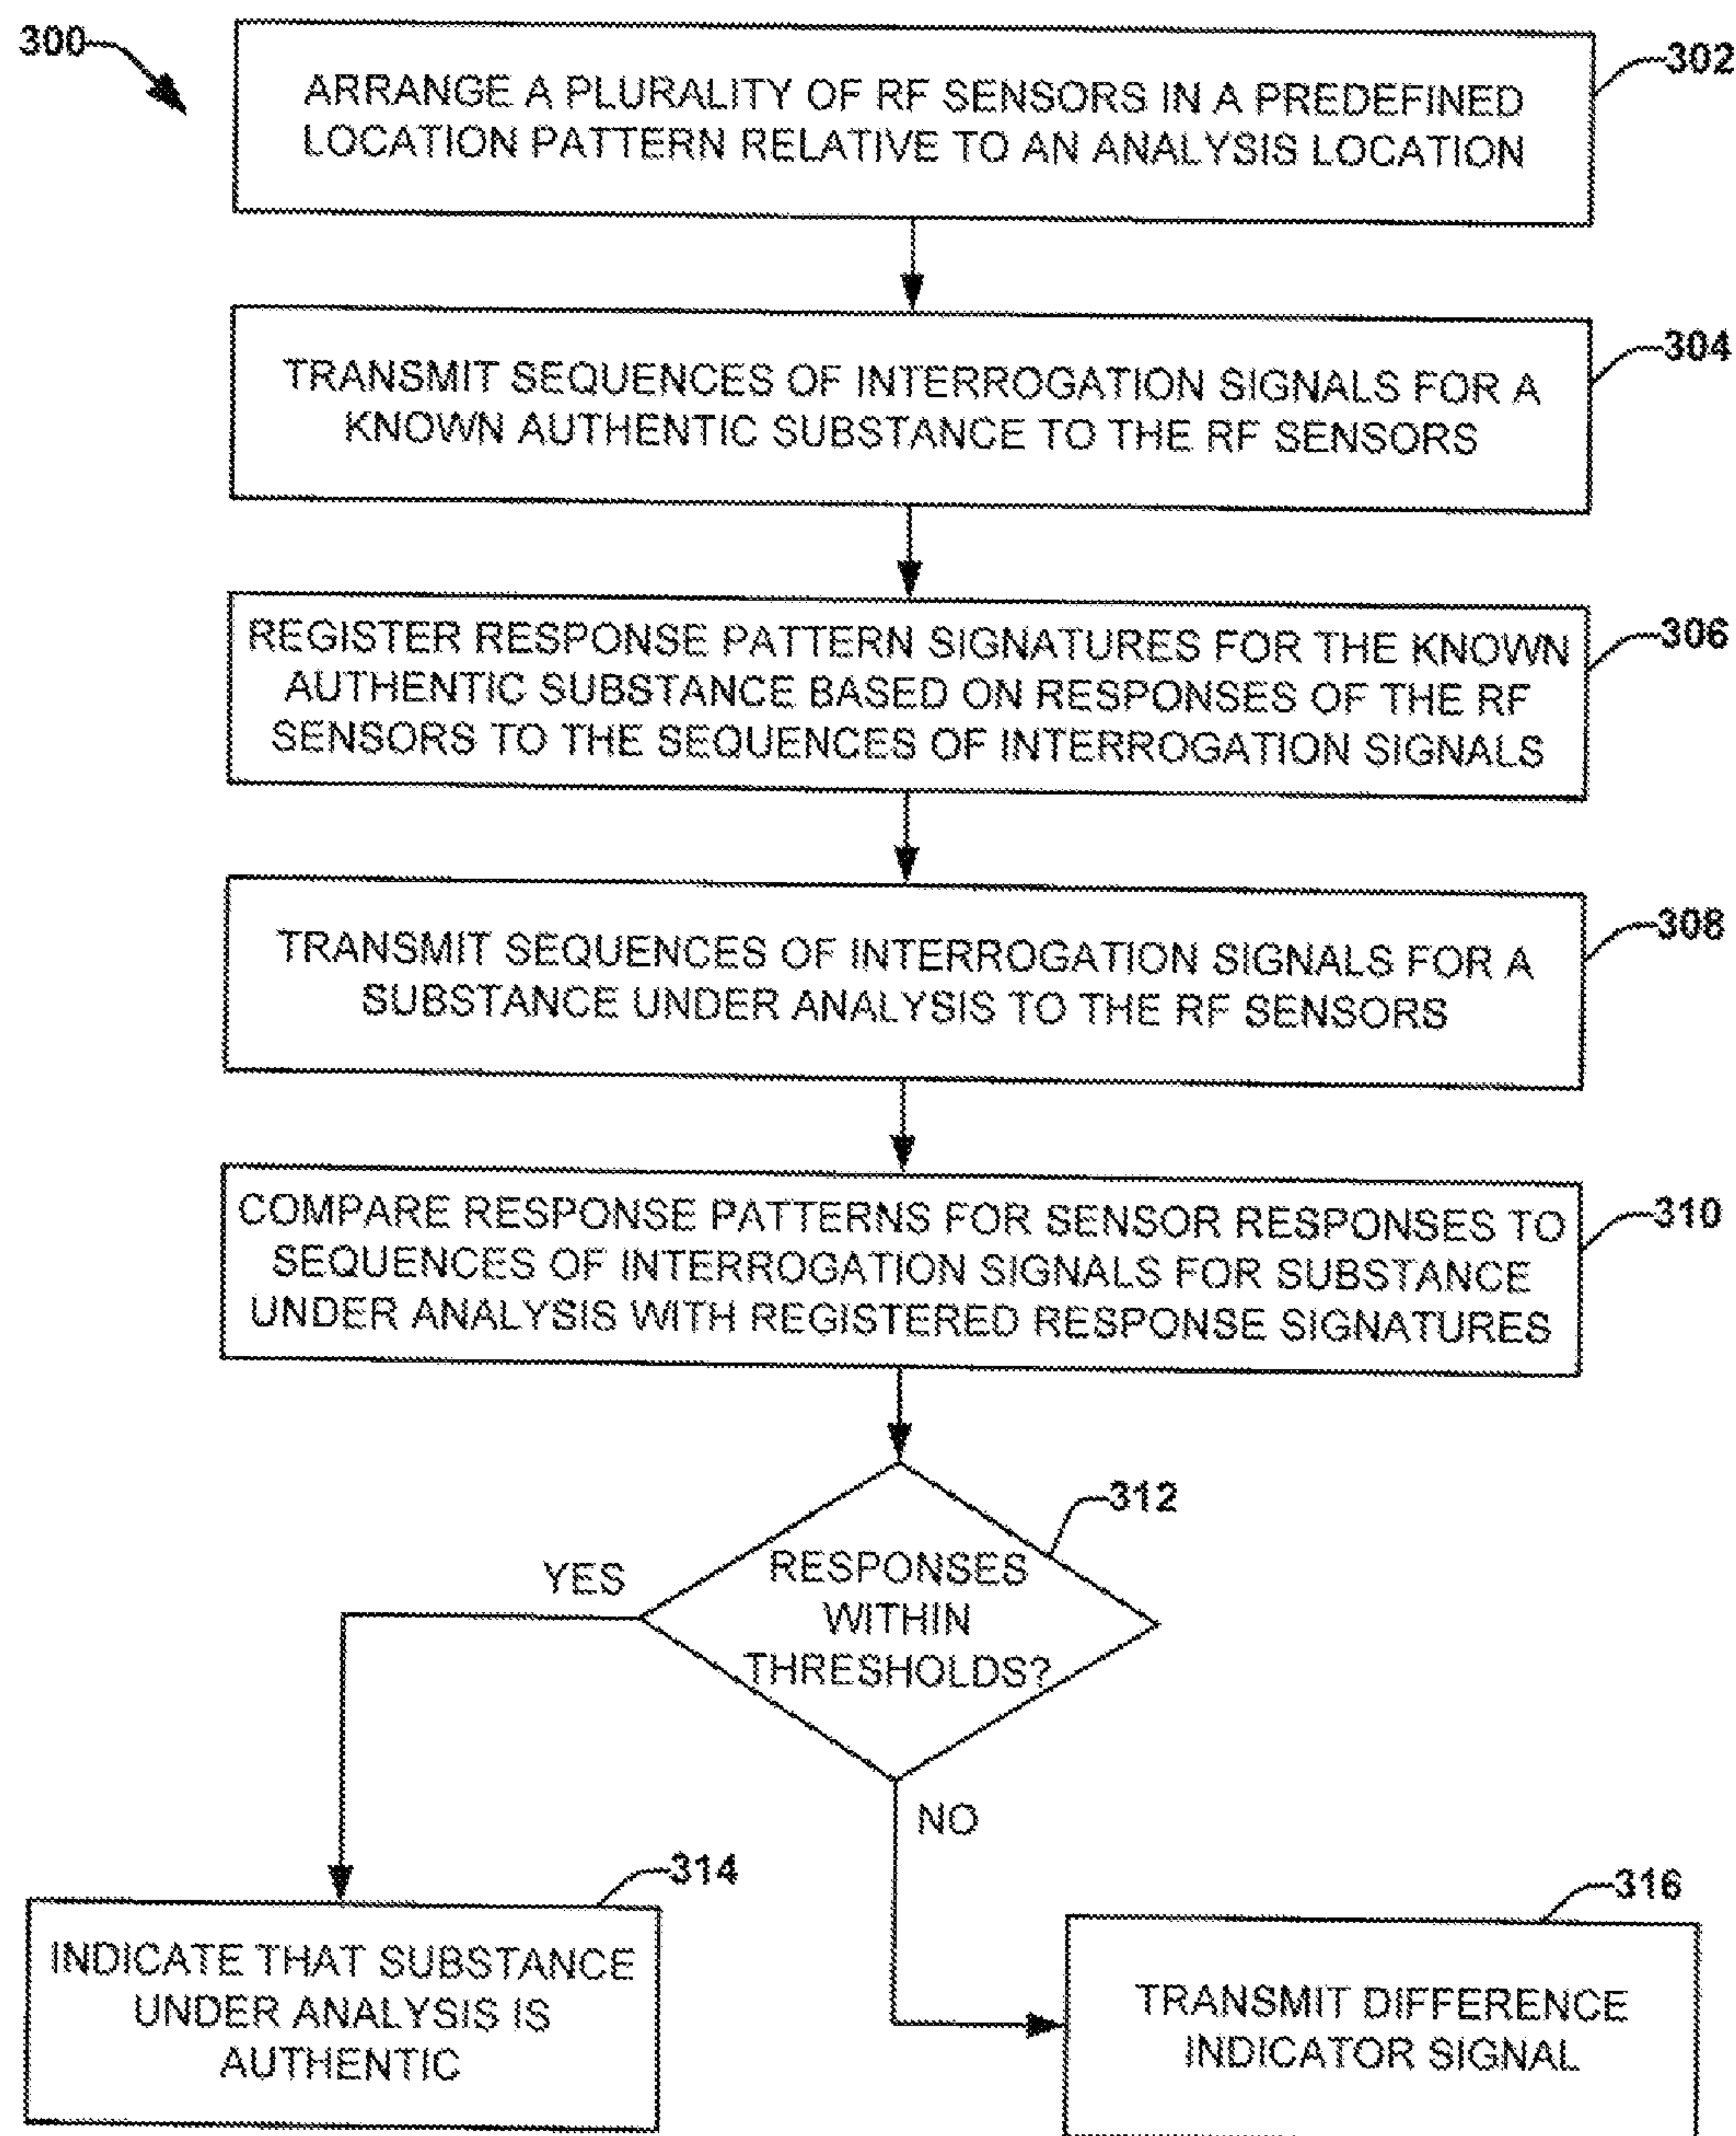 300
302
ARRANGE A PLURALITY OF RF SENSORS IN A PREDEFINED
LOCATION PATTERN RELATIVE TO AN ANALYSIS LOCATION
304
TRANSMIT SEQUENCES OF INTERROGATION SIGNALS FOR A
KNOWN AUTHENTIC SUBSTANCE TO THE RF SENSORS
306
REGISTER RESPONSE PATTERN SIGNATURES FOR THE KNOWN
AUTHENTIC SUBSTANCE BASED ON RESPONSES OF THE RF
SENSORS TO THE SEQUENCES OF INTERROGATION SIGNALS
308
TRANSMIT SEQUENCES OF INTERROGATION SIGNALS FOR A
SUBSTANCE UNDER ANALYSIS TO THE RF SENSORS
310
COMPARE RESPONSE PATTERNS FOR SENSOR RESPONSES TO
SEQUENCES OF INTERROGATION SIGNALS FOR SUBSTANCE
UNDER ANALYSIS WITH REGISTERED RESPONSE SIGNATURES
312
RESPONSES
WITHIN
THRESHOLDS?
YES
NO
314
INDICATE THAT SUBSTANCE
UNDER ANALYSIS IS
AUTHENTIC
316
TRANSMIT DIFFERENCE
INDICATOR SIGNAL